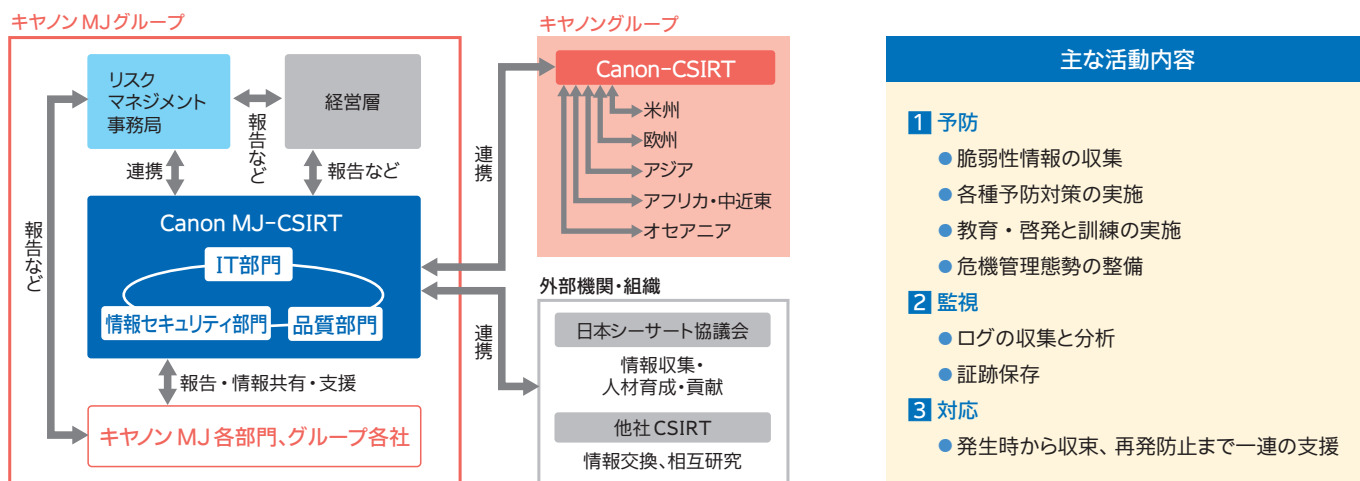 キヤノンMJグループ
リスク
マネジメント
事務局
報告など
経営層
連携
報告など
報告など
Canon MJ-CSIRT
IT部門
情報セキュリティ部門
品質部門
報告・情報共有・支援
キヤノンMJ各部門、グループ各社
連携
連携
キヤノングループ
Canon-CSIRT
米州
欧州
アジア
アフリカ・中近東
オセアニア
外部機関・組織
日本シーサート協議会
情報収集・
人材育成・貢献
他社CSIRT
情報交換、相互研究
主な活動内容
1 予防
●脆弱性情報の収集
●各種予防対策の実施
●教育・啓発と訓練の実施
●危機管理態勢の整備
2 監視
●ログの収集と分析
●証跡保存
3 対応
●発生時から収束、再発防止まで一連の支援